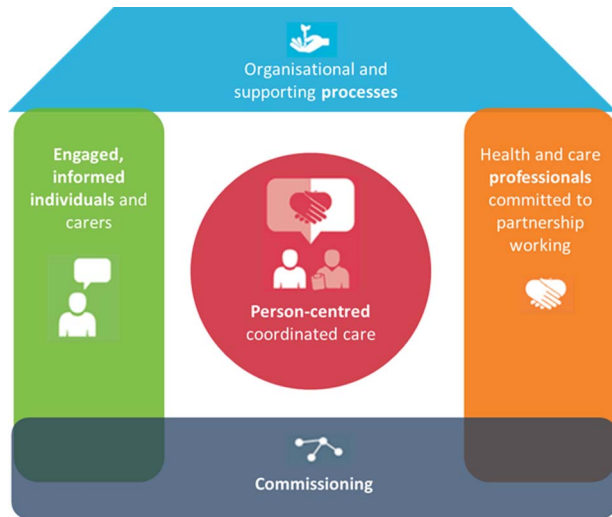 Organisational and
supporting processes
Engaged,
informed
individuals and
carers
Health and care
professionals
committed to
partnership
working
Person-centred
coordinated care
Commissioning